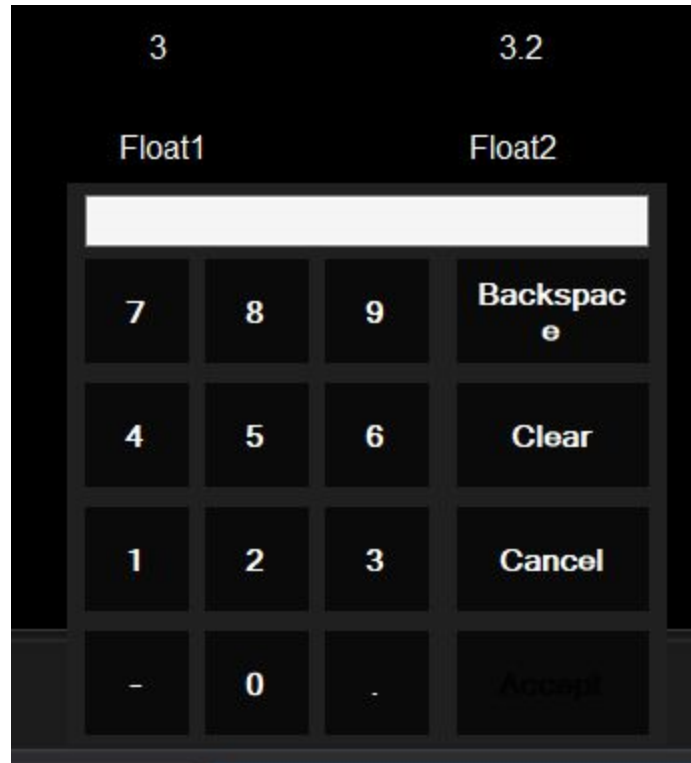 3 3.2
Float1 Float2
7 8 9 Backspac
e
4 5 6 Clear
1 2 3 Cancel
- 0 . Accept